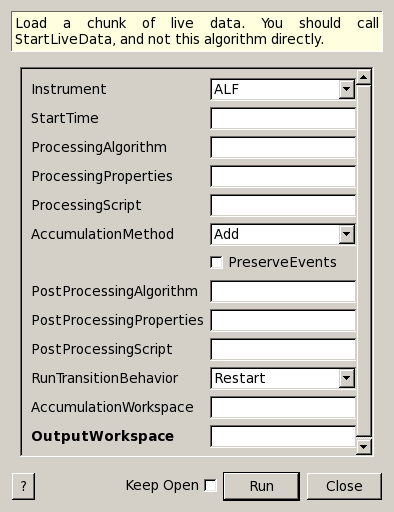 Load a chunk of live data. You should call
StartLiveData, and not this algorithm directly.
Instrument ALF
StartTime
ProcessingAlgorithm
ProcessingProperties
ProcessingScript
AccumulationMethod Add
PreserveEvents
PostProcessingAlgorithm
PostProcessingProperties
PostProcessingScript
RunTransitionBehavior Restart
AccumulationWorkspace
OutputWorkspace
? Keep Open Run Close